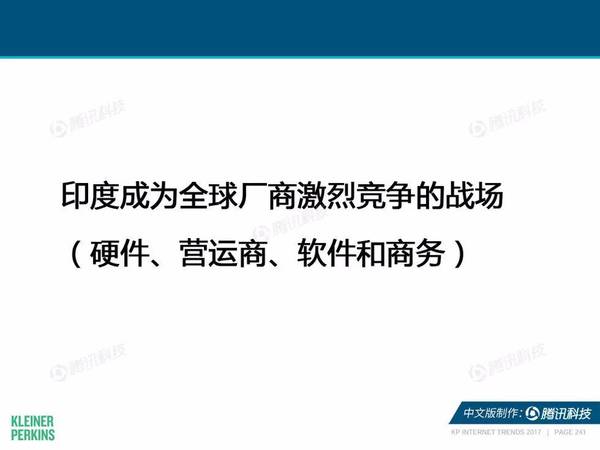 腾讯科技
腾讯科技
印度成为全球厂商激烈竞争的战场
腾讯科技
（硬件、营运商、软件和商务）
腾讯科技
腾讯科技
KLEINER
PERKINS
中文版制作：腾讯科技
KP INTERNET TRENDS 2017 | PAGE 241